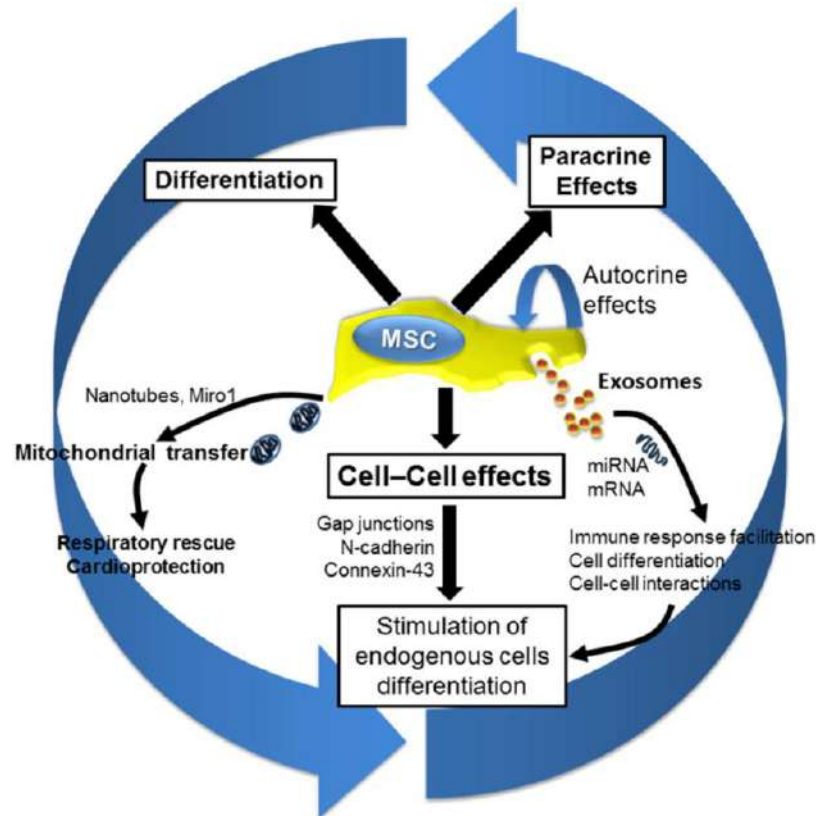 Differentiation
Paracrine
Effects
Autocrine
effects
MSC
Exosomes
Nanotubes, Miro1
Mitochondrial transfer
miRNA
mRNA
Cell–Cell effects
Respiratory rescue
Cardioprotection
Gap junctions
N-cadherin
Connexin-43
Immune response facilitation
Cell differentiation
Cell-cell interactions
Stimulation of
endogenous cells
differentiation